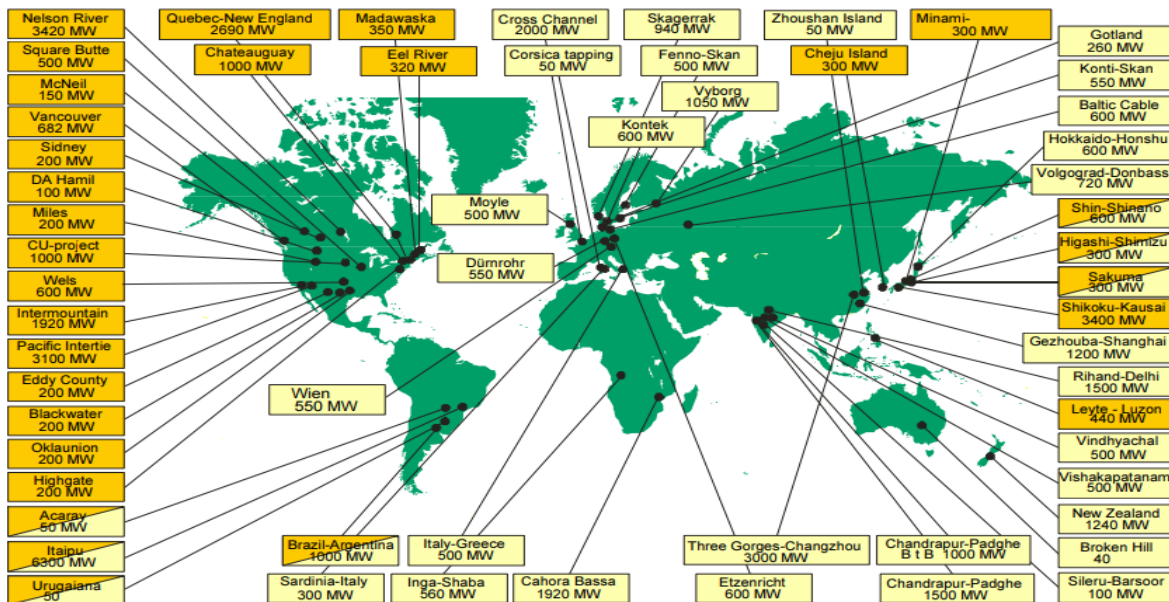 Nelson River
3420 MW
Square Butte
500 MW
McNeil
150 MW
Vancouver
682 MW
Sidney
200 MW
DA Hamil
100 MW
Miles
200 MW
CU-project
1000 MW
Wels
600 MW
Intermountain
1920 MW
Pacific Intertie
3100 MW
Eddy County
200 MW
Blackwater
200 MW
Oklaunion
200 MW
Highgate
200 MW
Acaray
50 MW
Itaipu
6300 MW
Urugaiana
50
Quebec-New England
2690 MW
Chateauguay
1000 MW
Madawaska
350 MW
Eel River
320 MW
Cross Channel
2000 MW
Corsica tapping
50 MW
Skagerrak
940 MW
Fenno-Skan
500 MW
Vyborg
1050 MW
Kontek
600 MW
Zhoushan Island
50 MW
Cheju Island
300 MW
Minami-
300 MW
Moyle
500 MW
Dürnrohr
550 MW
Wien
550 MW
Gotland
260 MW
Konti-Skan
550 MW
Baltic Cable
600 MW
Hokkaido-Honshu
600 MW
Volgograd-Donbass
720 MW
Shin-Shinano
600 MW
Higashi-Shimizu
300 MW
Sakuma
300 MW
Shikoku-Kausai
3400 MW
Gezhouba-Shanghai
1200 MW
Rihand-Delhi
1500 MW
Leyte - Luzon
440 MW
Vindhyachal
500 MW
Vishakapatanam
500 MW
New Zealand
1240 MW
Broken Hill
40
Sileru-Barsoor
100 MW
Brazil-Argentina
1000 MW
Sardinia-Italy
300 MW
Italy-Greece
500 MW
Inga-Shaba
560 MW
Cahora Bassa
1920 MW
Three Gorges-Changzhou
3000 MW
Etzenricht
600 MW
Chandrapur-Padghe
B t B 1000 MW
Chandrapur-Padghe
1500 MW